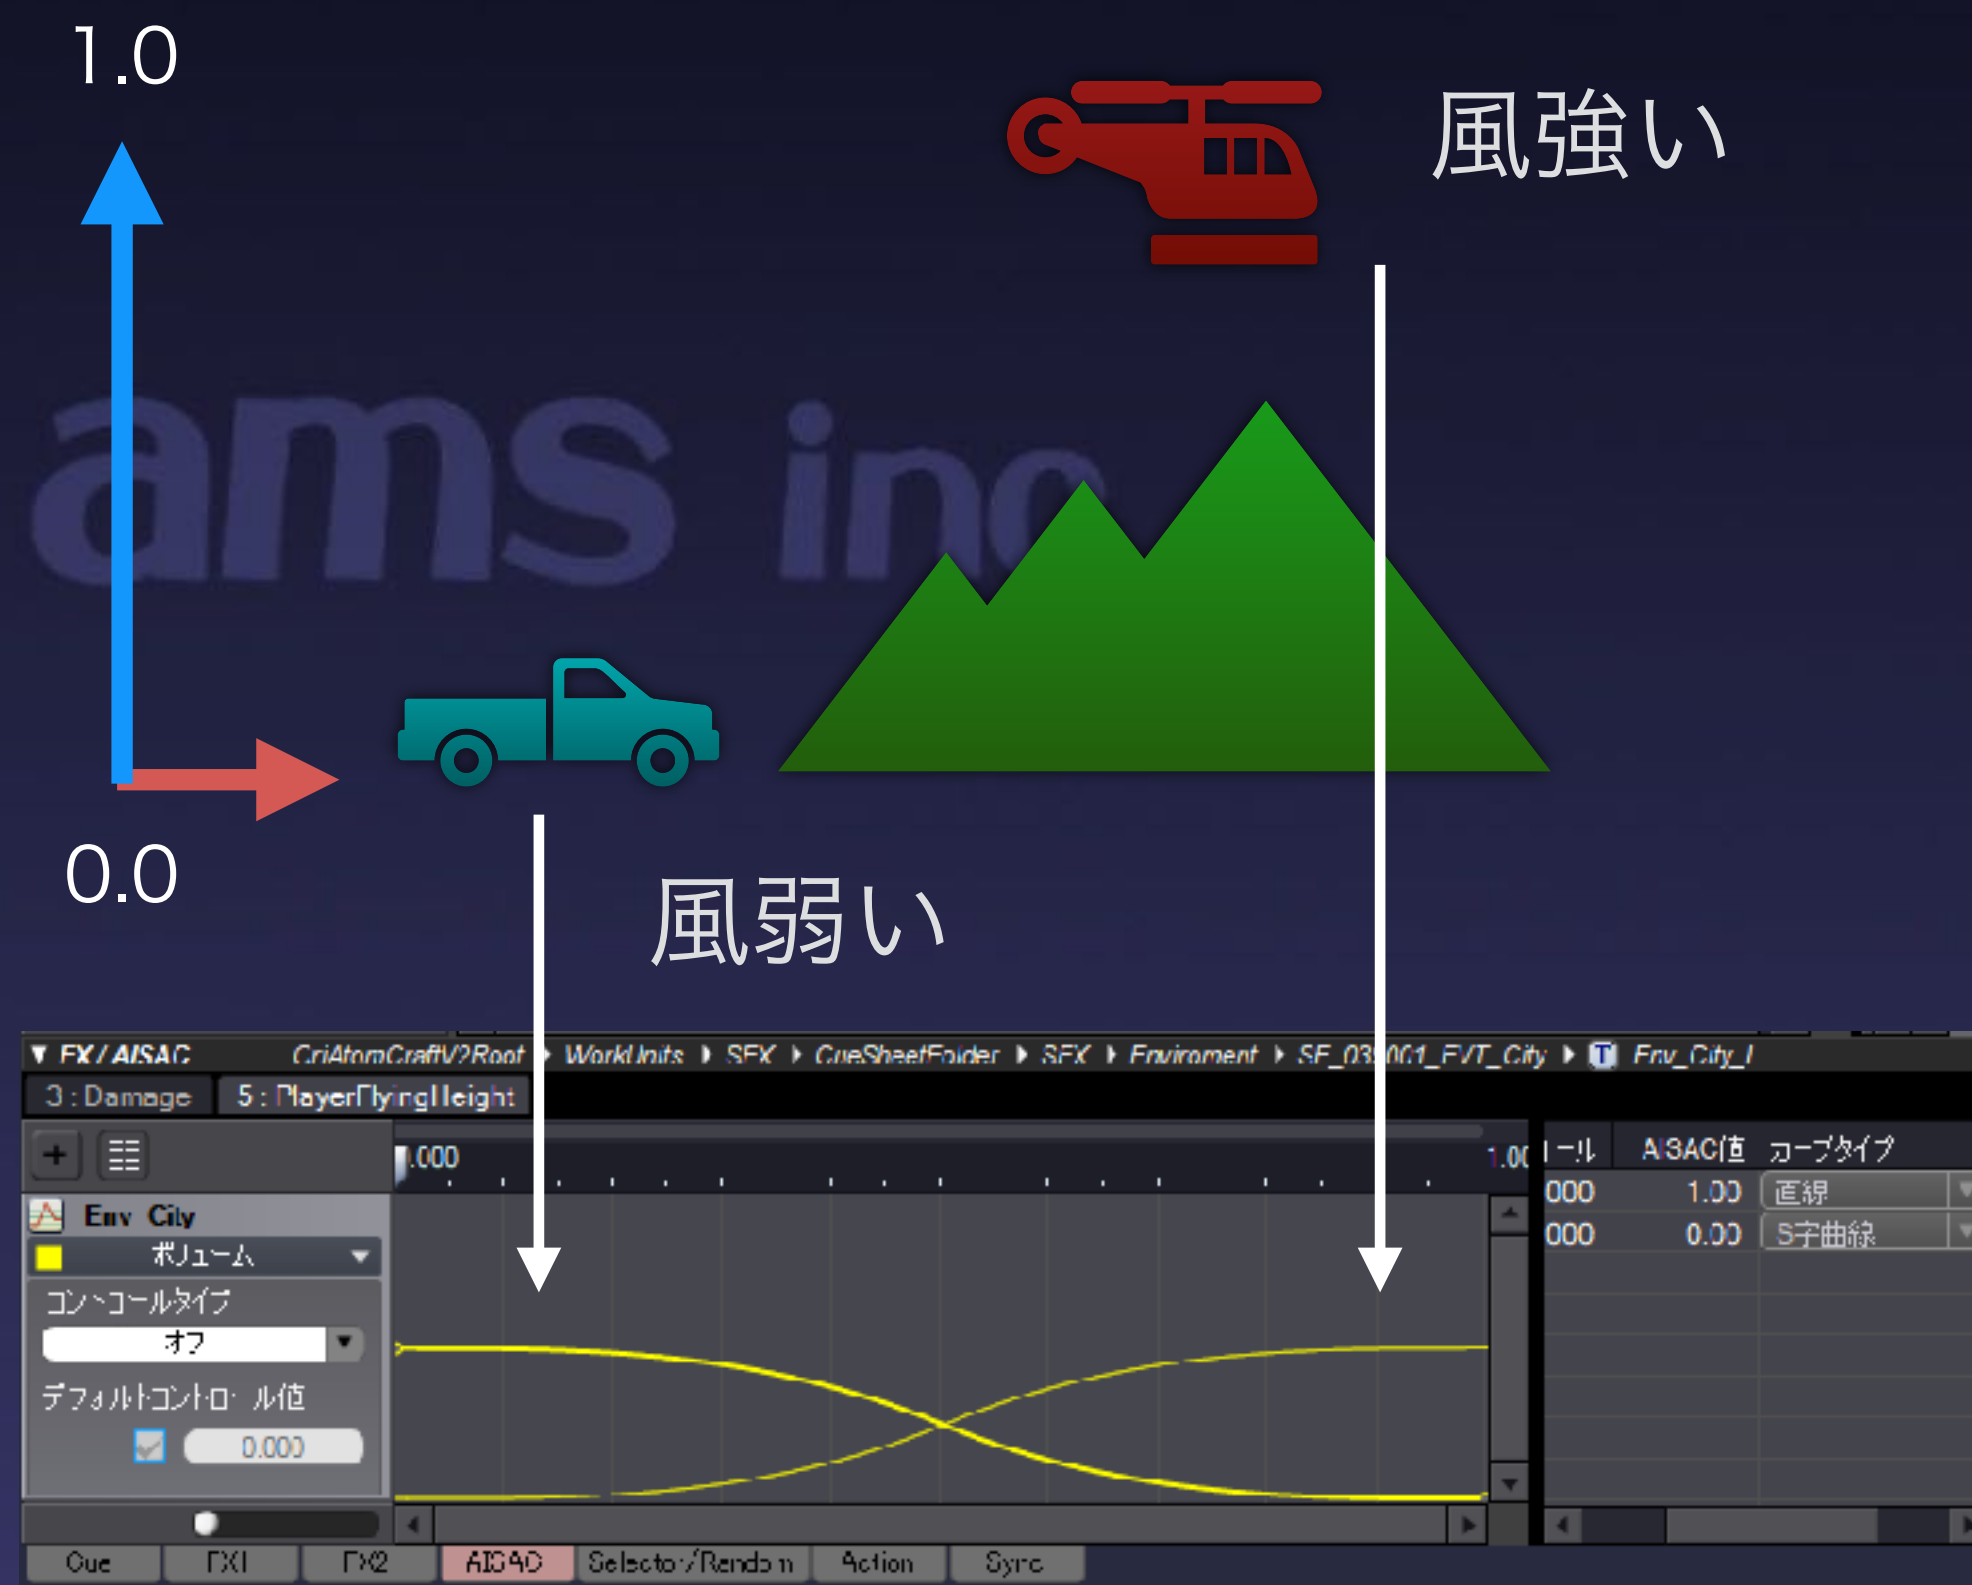 1.0
風強い
ams inc
0.0
風弱い
FX / AISAC CriAtomCraftV2Root WorkUnits SFX CueSheetFolder SFX Enviroment
3 : Damage 5 : PlayerFlyingHeight
AISAC値 カーブタイプ
000 1.00 直線
Env City
000 0.00 S字曲線
ボリューム
コントロールタイプ
オフ
デフォルトコントロール値
0.000
Cue FX1 FX2 AISAC Selector/Random Action Sync